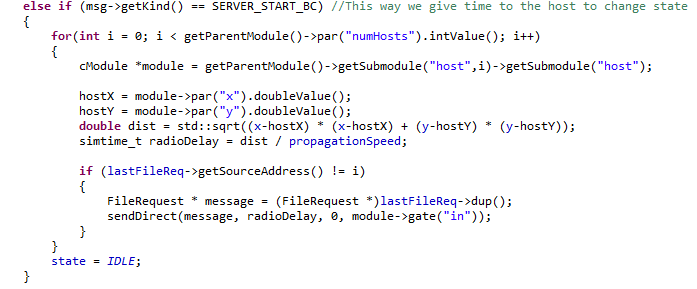 else if (msg->getKind() == SERVER_START_BC) //This way we give time to the host to change state
{
for(int i = 0; i < getParentModule()->par("numHosts").intValue(); i++)
{
cModule *module = getParentModule()->getSubmodule("host",i)->getSubmodule("host");
hostX = module->par("x").doubleValue();
hostY = module->par("y").doubleValue();
double dist = std::sqrt((x-hostX) * (x-hostX) + (y-hostY) * (y-hostY));
simtime_t radioDelay = dist / propagationSpeed;
if (lastFileReq->getSourceAddress() != i)
{
FileRequest * message = (FileRequest *)lastFileReq->dup();
sendDirect(message, radioDelay, 0, module->gate("in"));
}
}
state = IDLE;
}